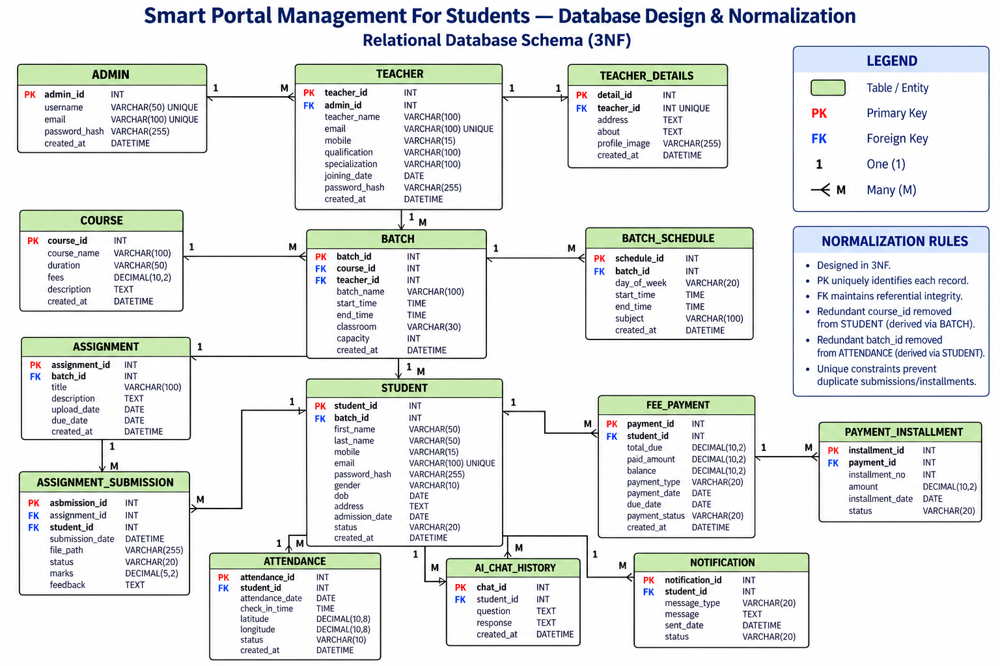 Smart Portal Management For Students — Database Design & Normalization
Relational Database Schema (3NF)
ADMIN
PK admin_id INT
username VARCHAR(50) UNIQUE
email VARCHAR(100) UNIQUE
password_hash VARCHAR(255)
created_at DATETIME
1 M
TEACHER
PK teacher_id INT
FK admin_id INT
teacher_name VARCHAR(100)
email VARCHAR(100) UNIQUE
mobile VARCHAR(15)
qualification VARCHAR(100)
specialization VARCHAR(100)
joining_date DATE
password_hash VARCHAR(255)
created_at DATETIME
1 1
TEACHER_DETAILS
PK detail_id INT
FK teacher_id INT UNIQUE
address TEXT
about TEXT
profile_image VARCHAR(255)
created_at DATETIME
LEGEND
Table / Entity
PK Primary Key
FK Foreign Key
1 One (1)
M Many (M)
1 M
COURSE
PK course_id INT
course_name VARCHAR(100)
duration VARCHAR(50)
fees DECIMAL(10,2)
description TEXT
created_at DATETIME
1 M
BATCH
PK batch_id INT
FK course_id INT
FK teacher_id INT
batch_name VARCHAR(100)
start_time TIME
end_time TIME
classroom VARCHAR(30)
capacity INT
created_at DATETIME
1 M
BATCH_SCHEDULE
PK schedule_id INT
FK batch_id INT
day_of_week VARCHAR(20)
start_time TIME
end_time TIME
subject VARCHAR(100)
created_at DATETIME
NORMALIZATION RULES
• Designed in 3NF.
• PK uniquely identifies each record.
• FK maintains referential integrity.
• Redundant course_id removed
from STUDENT (derived via BATCH).
• Redundant batch_id removed
from ATTENDANCE (derived via STUDENT).
• Unique constraints prevent
duplicate submissions/installments.
ASSIGNMENT
PK assignment_id INT
FK batch_id INT
title VARCHAR(100)
description TEXT
upload_date DATE
due_date DATE
created_at DATETIME
1
1 M
STUDENT
PK student_id INT
FK batch_id INT
first_name VARCHAR(50)
last_name VARCHAR(50)
mobile VARCHAR(15)
email VARCHAR(100) UNIQUE
password_hash VARCHAR(255)
gender VARCHAR(10)
dob DATE
address TEXT
admission_date DATE
status VARCHAR(20)
created_at DATETIME
1
1
M
FEE_PAYMENT
PK payment_id INT
FK student_id INT
total_due DECIMAL(10,2)
paid_amount DECIMAL(10,2)
balance DECIMAL(10,2)
payment_type VARCHAR(20)
payment_date DATE
due_date DATE
payment_status VARCHAR(20)
created_at DATETIME
1 M
PAYMENT_INSTALLMENT
PK installment_id INT
FK payment_id INT
installment_no INT
amount DECIMAL(10,2)
installment_date DATE
status VARCHAR(20)
1
M
ASSIGNMENT_SUBMISSION
PK asbmission_id INT
FK assignment_id INT
FK student_id INT
submission_date DATETIME
file_path VARCHAR(255)
status VARCHAR(20)
marks DECIMAL(5,2)
feedback TEXT
M
1 M
ATTENDANCE
PK attendance_id INT
FK student_id INT
attendance_date DATE
check_in_time TIME
latitude DECIMAL(10,8)
longitude DECIMAL(10,8)
status VARCHAR(10)
created_at DATETIME
1
M
M
AI_CHAT_HISTORY
PK chat_id INT
FK student_id INT
question TEXT
response TEXT
created_at DATETIME
1
M
NOTIFICATION
PK notification_id INT
FK student_id INT
message_type VARCHAR(20)
message TEXT
sent_date DATETIME
status VARCHAR(20)